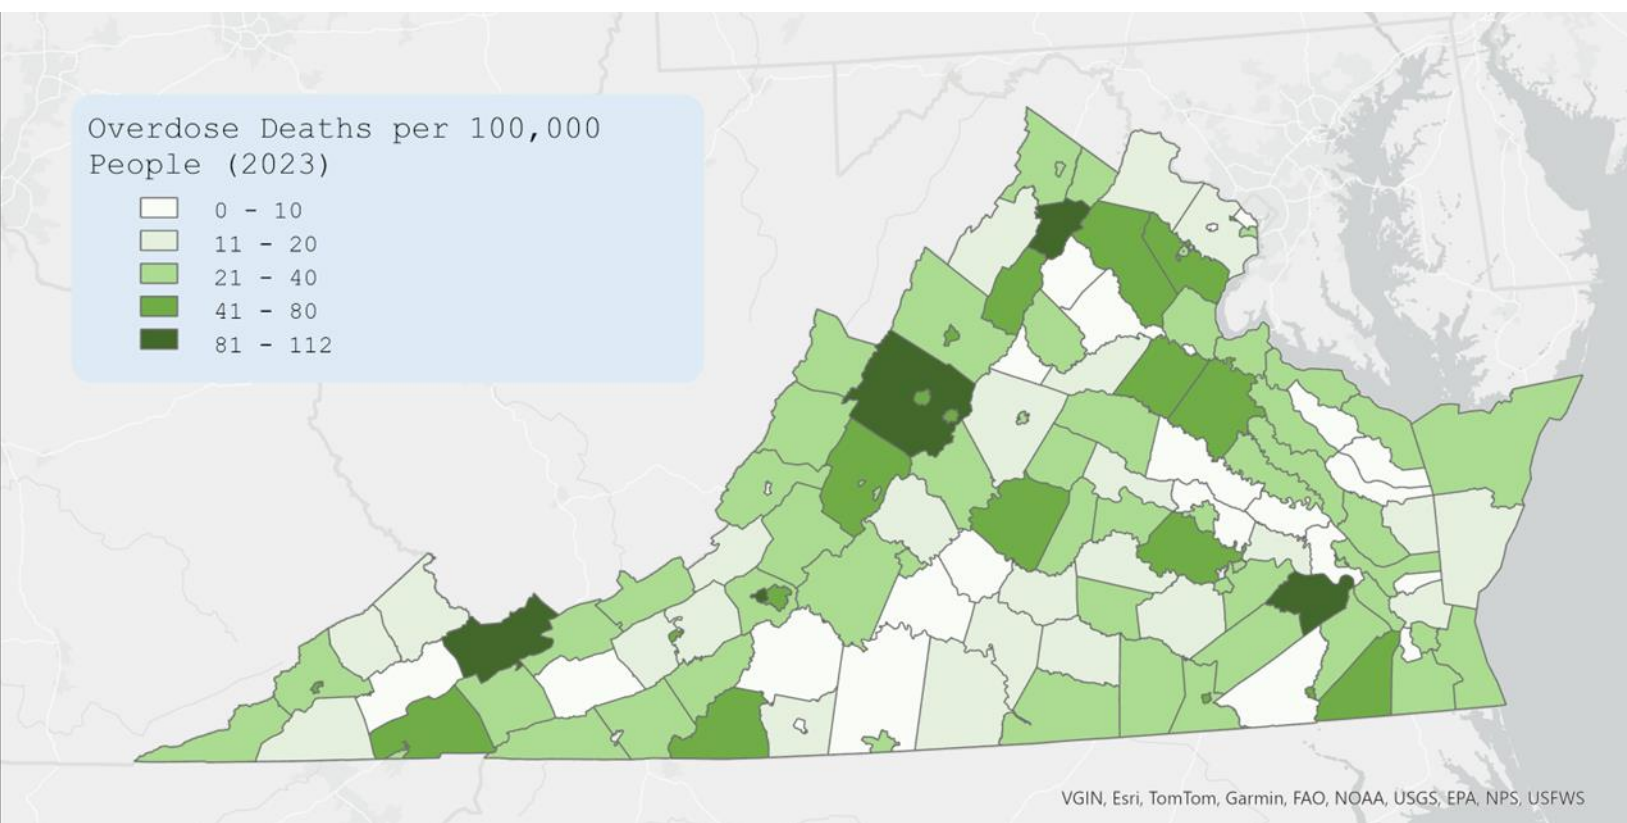 Overdose Deaths per 100,000
People (2023)
0 - 10
11 - 20
21 - 40
41 - 80
81 - 112
VGIN, Esri, TomTom, Garmin, FAO, NOAA, USGS, EPA, NPS, USFWS